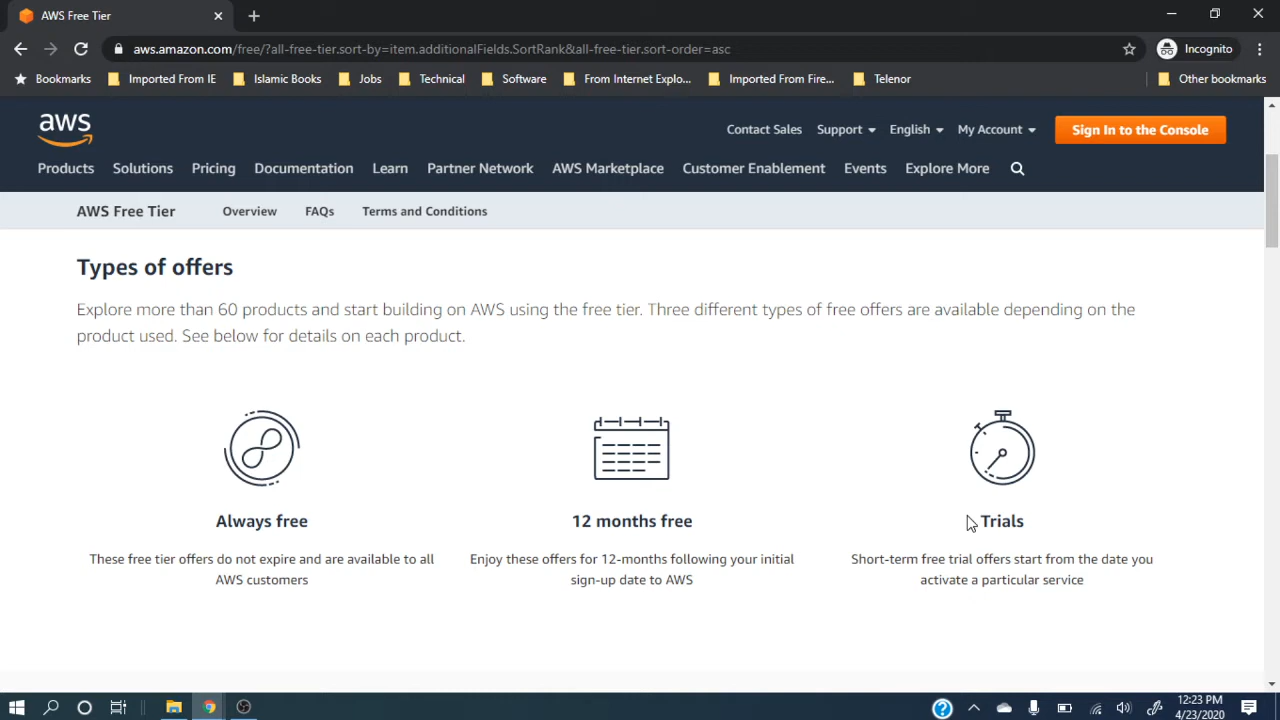 AWS Free Tier
aws.amazon.com/free/?all-free-tier.sort-by=item.additionalFields.SortRank&all-free-tier.sort-order=asc
Incognito
Bookmarks Imported From IE Islamic Books Jobs Technical Software From Internet Explo... Imported From Fire... Telenor Other bookmarks
aws
Contact Sales Support English My Account Sign In to the Console
Products Solutions Pricing Documentation Learn Partner Network AWS Marketplace Customer Enablement Events Explore More
AWS Free Tier Overview FAQs Terms and Conditions
Types of offers
Explore more than 60 products and start building on AWS using the free tier. Three different types of free offers are available depending on the
product used. See below for details on each product.
Always free
These free tier offers do not expire and are available to all
AWS customers
12 months free
Enjoy these offers for 12-months following your initial
sign-up date to AWS
Trials
Short-term free trial offers start from the date you
activate a particular service
12:23 PM
4/23/2020